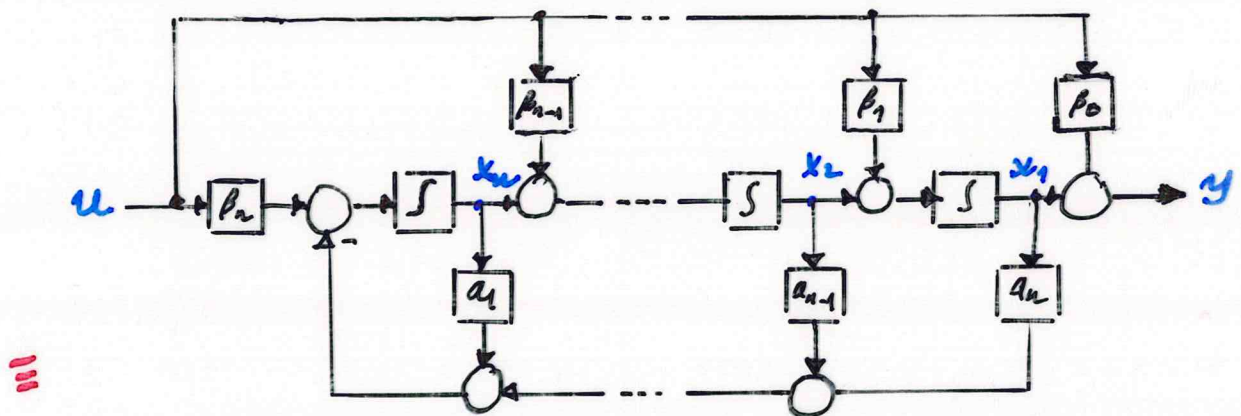 β_{n-1} β_1 β_0
u β_n - ∫ x_n ∫ x_2 ∫ x_1 y
a_1 a_{n-1} a_n